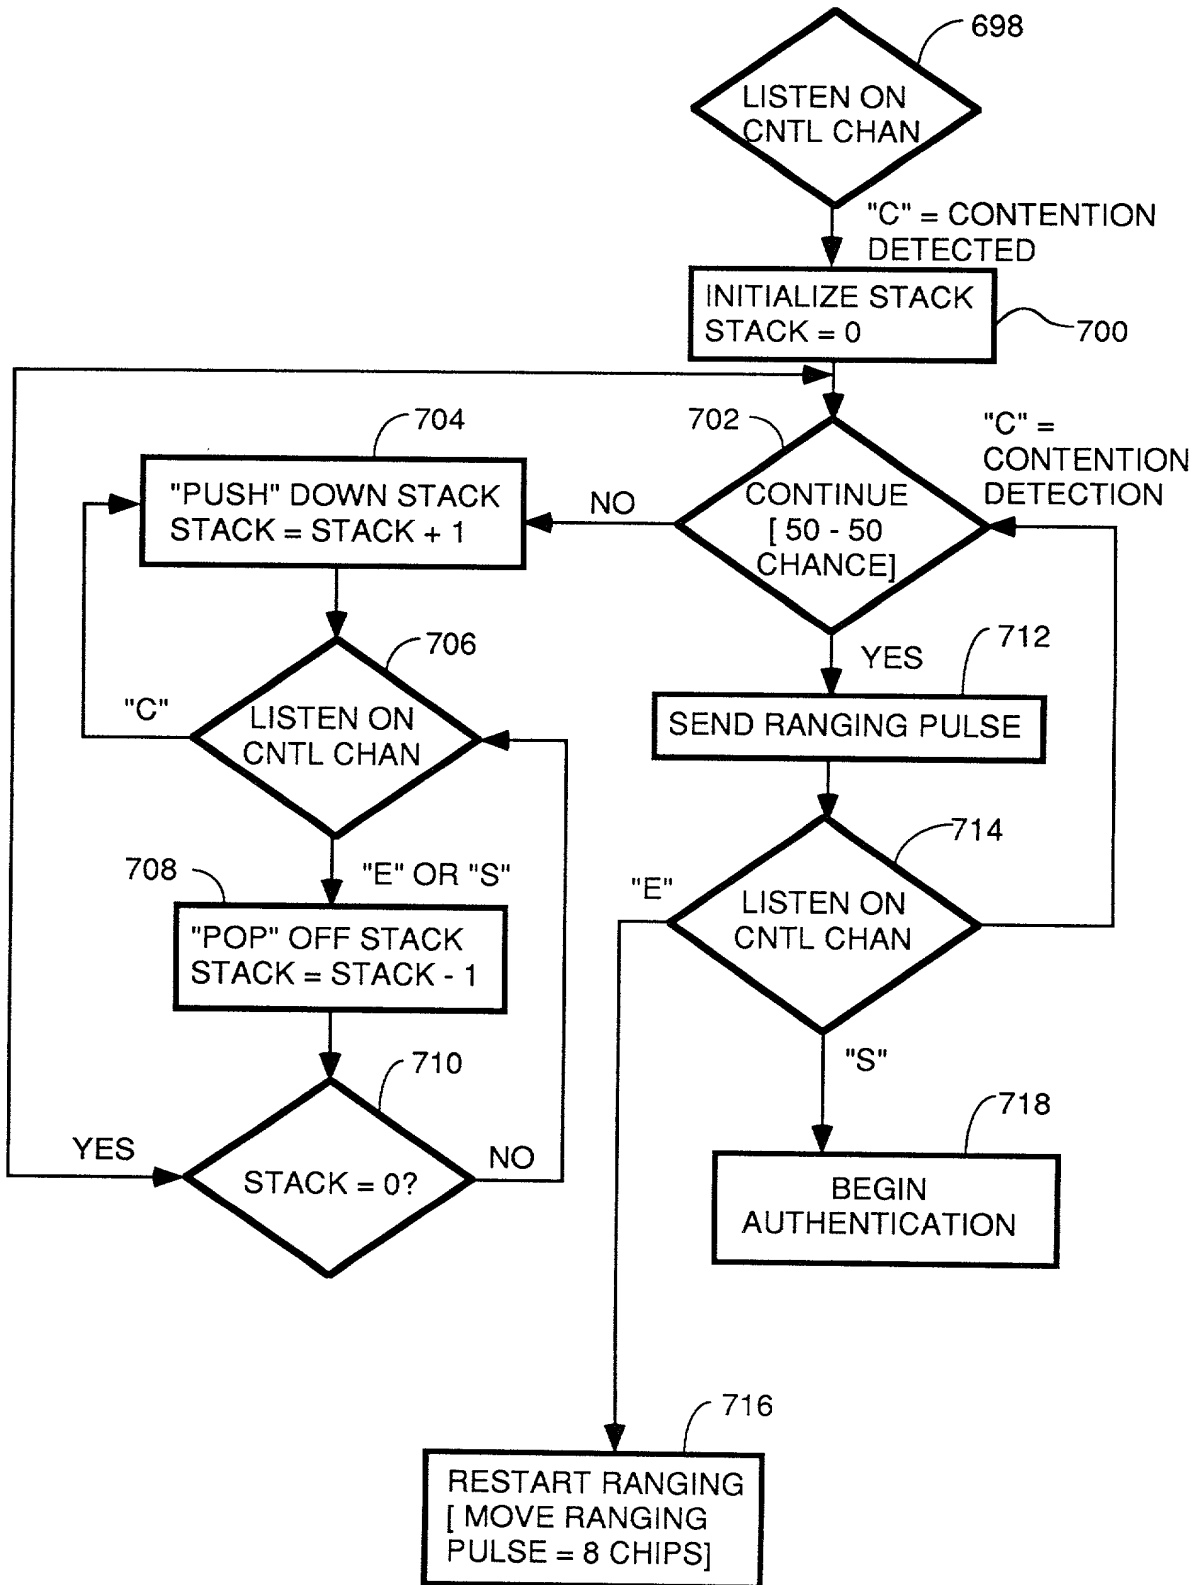 698
LISTEN ON
CNTL CHAN
"C" = CONTENTION
DETECTED
INITIALIZE STACK
STACK = 0
700
704
702
"C" =
CONTENTION
DETECTION
"PUSH" DOWN STACK
STACK = STACK + 1
NO
CONTINUE
[ 50 - 50
CHANCE]
706
712
YES
"C"
LISTEN ON
CNTL CHAN
SEND RANGING PULSE
714
708
"E" OR "S"
"E"
LISTEN ON
CNTL CHAN
"POP" OFF STACK
STACK = STACK - 1
710
"S"
718
YES
NO
STACK = 0?
BEGIN
AUTHENTICATION
716
RESTART RANGING
[ MOVE RANGING
PULSE = 8 CHIPS]